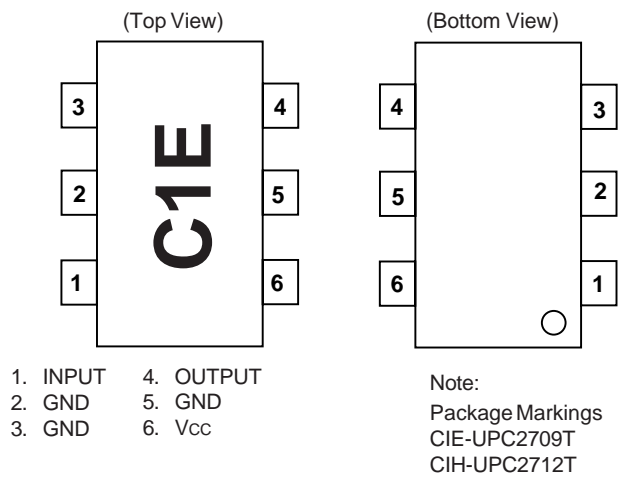 (Top View)
3
4
2
5
1
6
C1E
(Bottom View)
4
3
5
2
6
1
1. INPUT
2. GND
3. GND
4. OUTPUT
5. GND
6. VCC
Note:
Package Markings
CIE-UPC2709T
CIH-UPC2712T